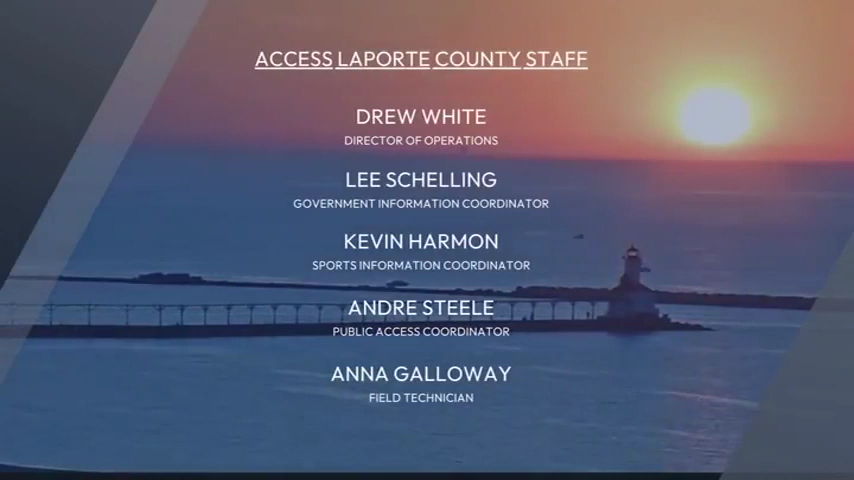 ACCESS LAPORTE COUNTY STAFF
DREW WHITE
DIRECTOR OF OPERATIONS
LEE SCHELLING
GOVERNMENT INFORMATION COORDINATOR
KEVIN HARMON
SPORTS INFORMATION COORDINATOR
ANDRE STEELE
PUBLIC ACCESS COORDINATOR
ANNA GALLOWAY
FIELD TECHNICIAN